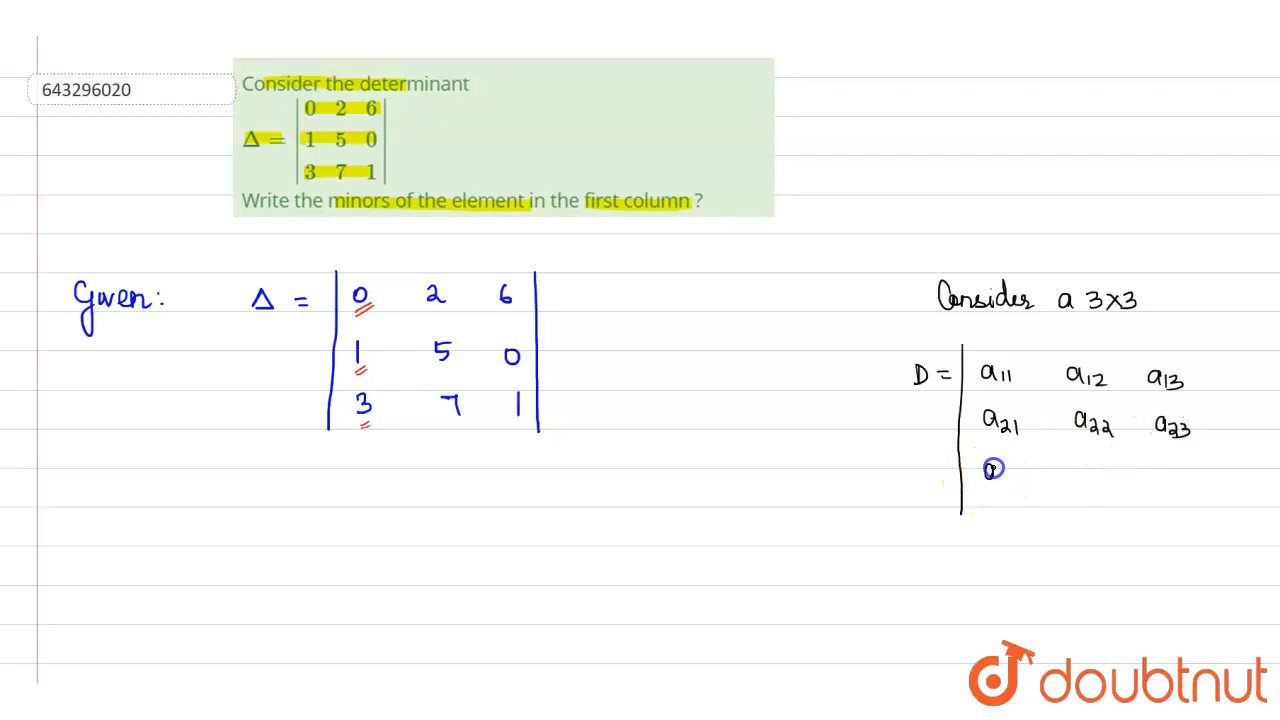 643296020
Consider the determinant
Δ = | 0 2 6 |
| 1 5 0 |
| 3 7 1 |
Write the minors of the element in the first column ?
Given: Δ = | 0 2 6 |
| 1 5 0 |
| 3 7 1 |
Consider a 3x3
D = | a11 a12 a13
| a21 a22 a23
| a
doubtnut